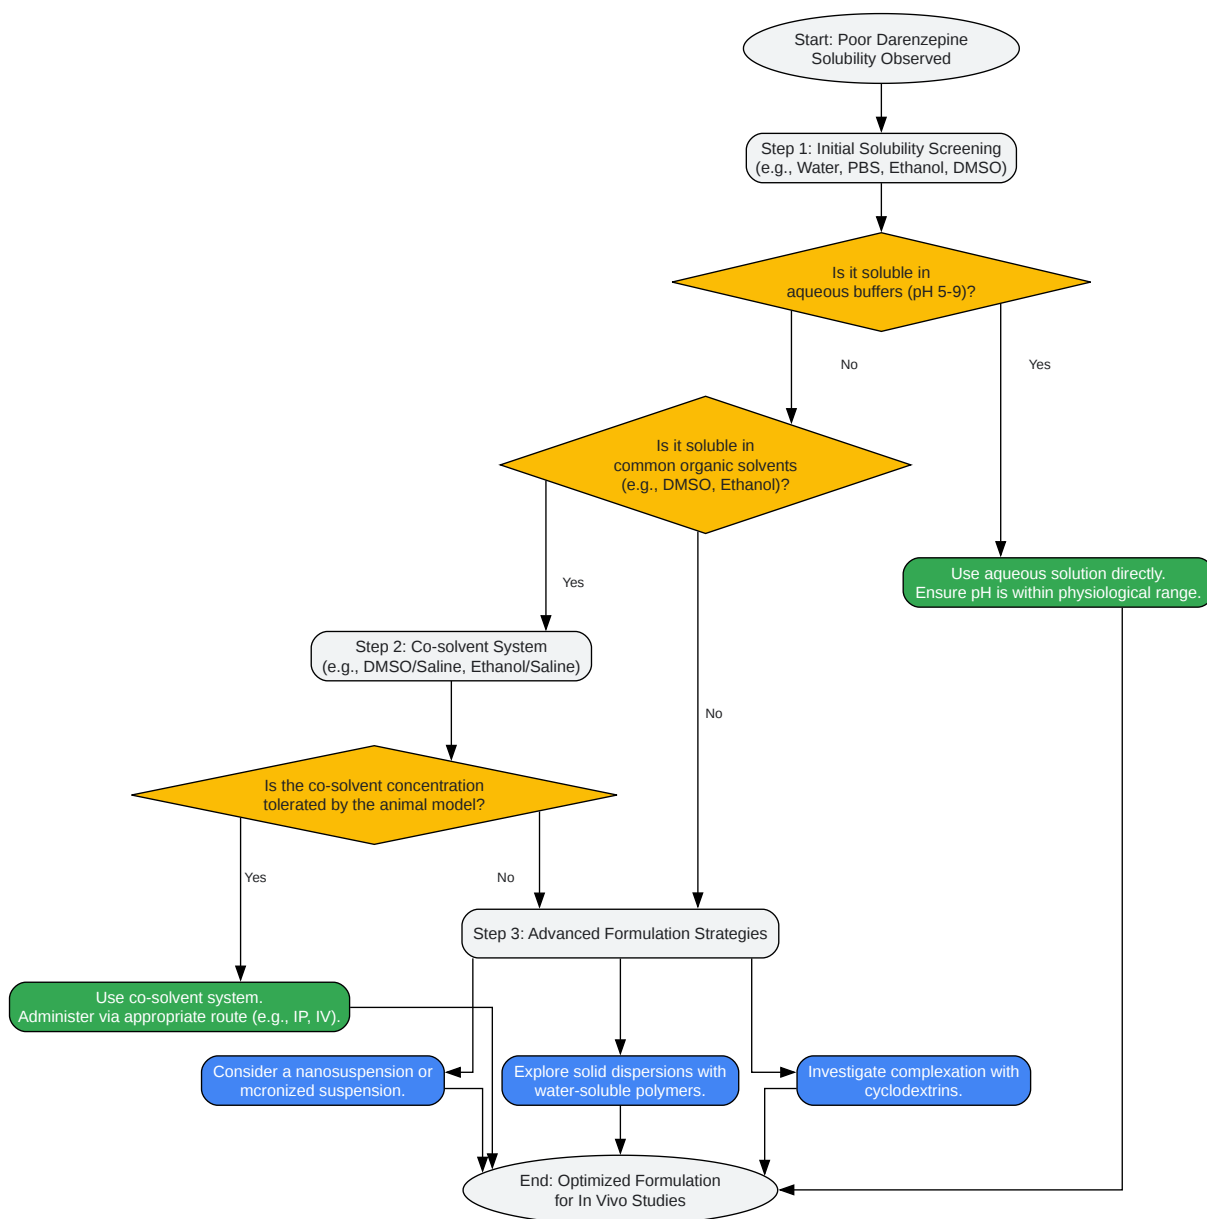 Start: Poor Darenzepine
Solubility Observed
Step 1: Initial Solubility Screening
(e.g., Water, PBS, Ethanol, DMSO)
Is it soluble in
aqueous buffers (pH 5-9)?
No
Yes
Is it soluble in
common organic solvents
(e.g., DMSO, Ethanol)?
Use aqueous solution directly.
Ensure pH is within physiological range.
Yes
Step 2: Co-solvent System
(e.g., DMSO/Saline, Ethanol/Saline)
No
Is the co-solvent concentration
tolerated by the animal model?
Yes
No
Step 3: Advanced Formulation Strategies
Use co-solvent system.
Administer via appropriate route (e.g., IP, IV).
Consider a nanosuspension or
mcronized suspension.
Explore solid dispersions with
water-soluble polymers.
Investigate complexation with
cyclodextrins.
End: Optimized Formulation
for In Vivo Studies